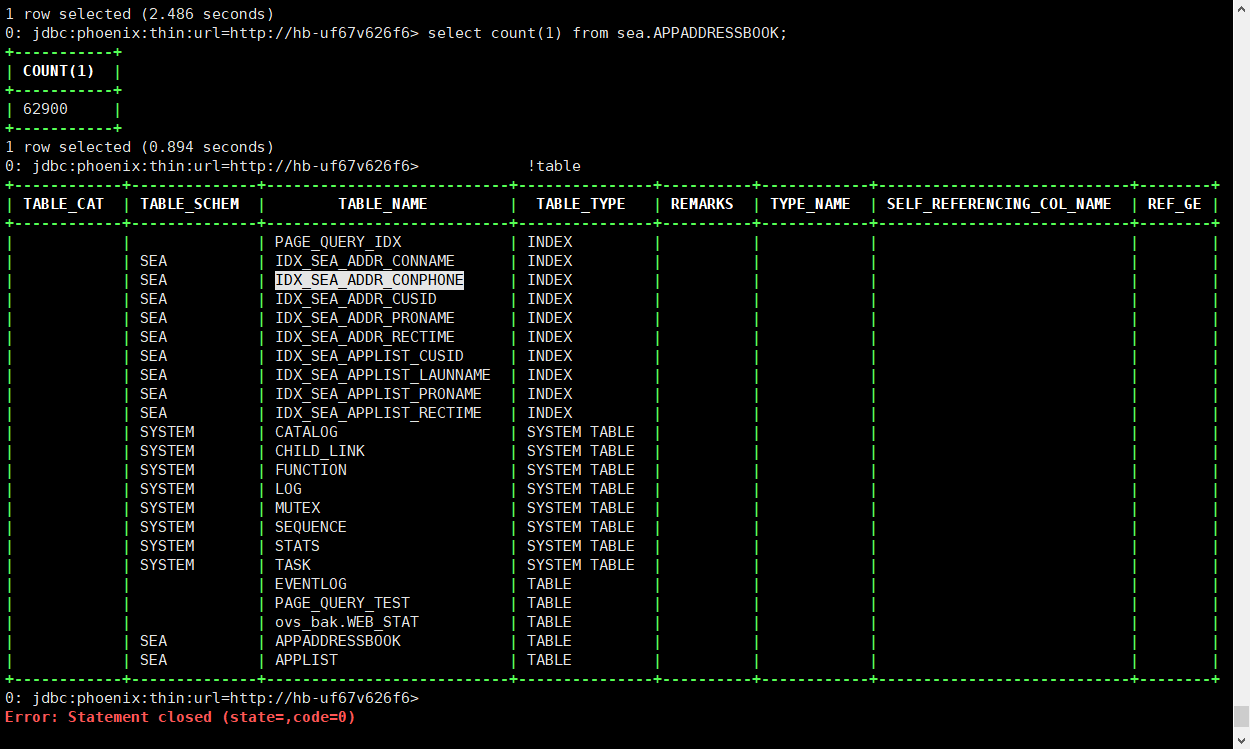 1 row selected (2.486 seconds)
0: jdbc:phoenix:thin:url=http://hb-uf67v626f6> select count(1) from sea.APPADDRESSBOOK;
+-----------+
| COUNT(1)  |
+-----------+
| 62900     |
+-----------+
1 row selected (0.894 seconds)
0: jdbc:phoenix:thin:url=http://hb-uf67v626f6>            !table
+------------+--------------+---------------------------+---------------+----------+------------+----------------------------+--------+
| TABLE_CAT  | TABLE_SCHEM  |        TABLE_NAME         |  TABLE_TYPE   | REMARKS  | TYPE_NAME  | SELF_REFERENCING_COL_NAME  | REF_GE |
+------------+--------------+---------------------------+---------------+----------+------------+----------------------------+--------+
|            |              | PAGE_QUERY_IDX            | INDEX         |          |            |                            |        |
|            | SEA          | IDX_SEA_ADDR_CONNAME      | INDEX         |          |            |                            |        |
|            | SEA          | IDX_SEA_ADDR_CONPHONE     | INDEX         |          |            |                            |        |
|            | SEA          | IDX_SEA_ADDR_CUSID        | INDEX         |          |            |                            |        |
|            | SEA          | IDX_SEA_ADDR_PRONAME      | INDEX         |          |            |                            |        |
|            | SEA          | IDX_SEA_ADDR_RECTIME      | INDEX         |          |            |                            |        |
|            | SEA          | IDX_SEA_APPLIST_CUSID     | INDEX         |          |            |                            |        |
|            | SEA          | IDX_SEA_APPLIST_LAUNNAME  | INDEX         |          |            |                            |        |
|            | SEA          | IDX_SEA_APPLIST_PRONAME   | INDEX         |          |            |                            |        |
|            | SEA          | IDX_SEA_APPLIST_RECTIME   | INDEX         |          |            |                            |        |
|            | SYSTEM       | CATALOG                   | SYSTEM TABLE  |          |            |                            |        |
|            | SYSTEM       | CHILD_LINK                | SYSTEM TABLE  |          |            |                            |        |
|            | SYSTEM       | FUNCTION                  | SYSTEM TABLE  |          |            |                            |        |
|            | SYSTEM       | LOG                       | SYSTEM TABLE  |          |            |                            |        |
|            | SYSTEM       | MUTEX                     | SYSTEM TABLE  |          |            |                            |        |
|            | SYSTEM       | SEQUENCE                  | SYSTEM TABLE  |          |            |                            |        |
|            | SYSTEM       | STATS                     | SYSTEM TABLE  |          |            |                            |        |
|            | SYSTEM       | TASK                      | SYSTEM TABLE  |          |            |                            |        |
|            |              | EVENTLOG                  | TABLE         |          |            |                            |        |
|            |              | PAGE_QUERY_TEST           | TABLE         |          |            |                            |        |
|            |              | ovs_bak.WEB_STAT          | TABLE         |          |            |                            |        |
|            | SEA          | APPADDRESSBOOK            | TABLE         |          |            |                            |        |
|            | SEA          | APPLIST                   | TABLE         |          |            |                            |        |
+------------+--------------+---------------------------+---------------+----------+------------+----------------------------+--------+
0: jdbc:phoenix:thin:url=http://hb-uf67v626f6>
Error: Statement closed (state=,code=0)